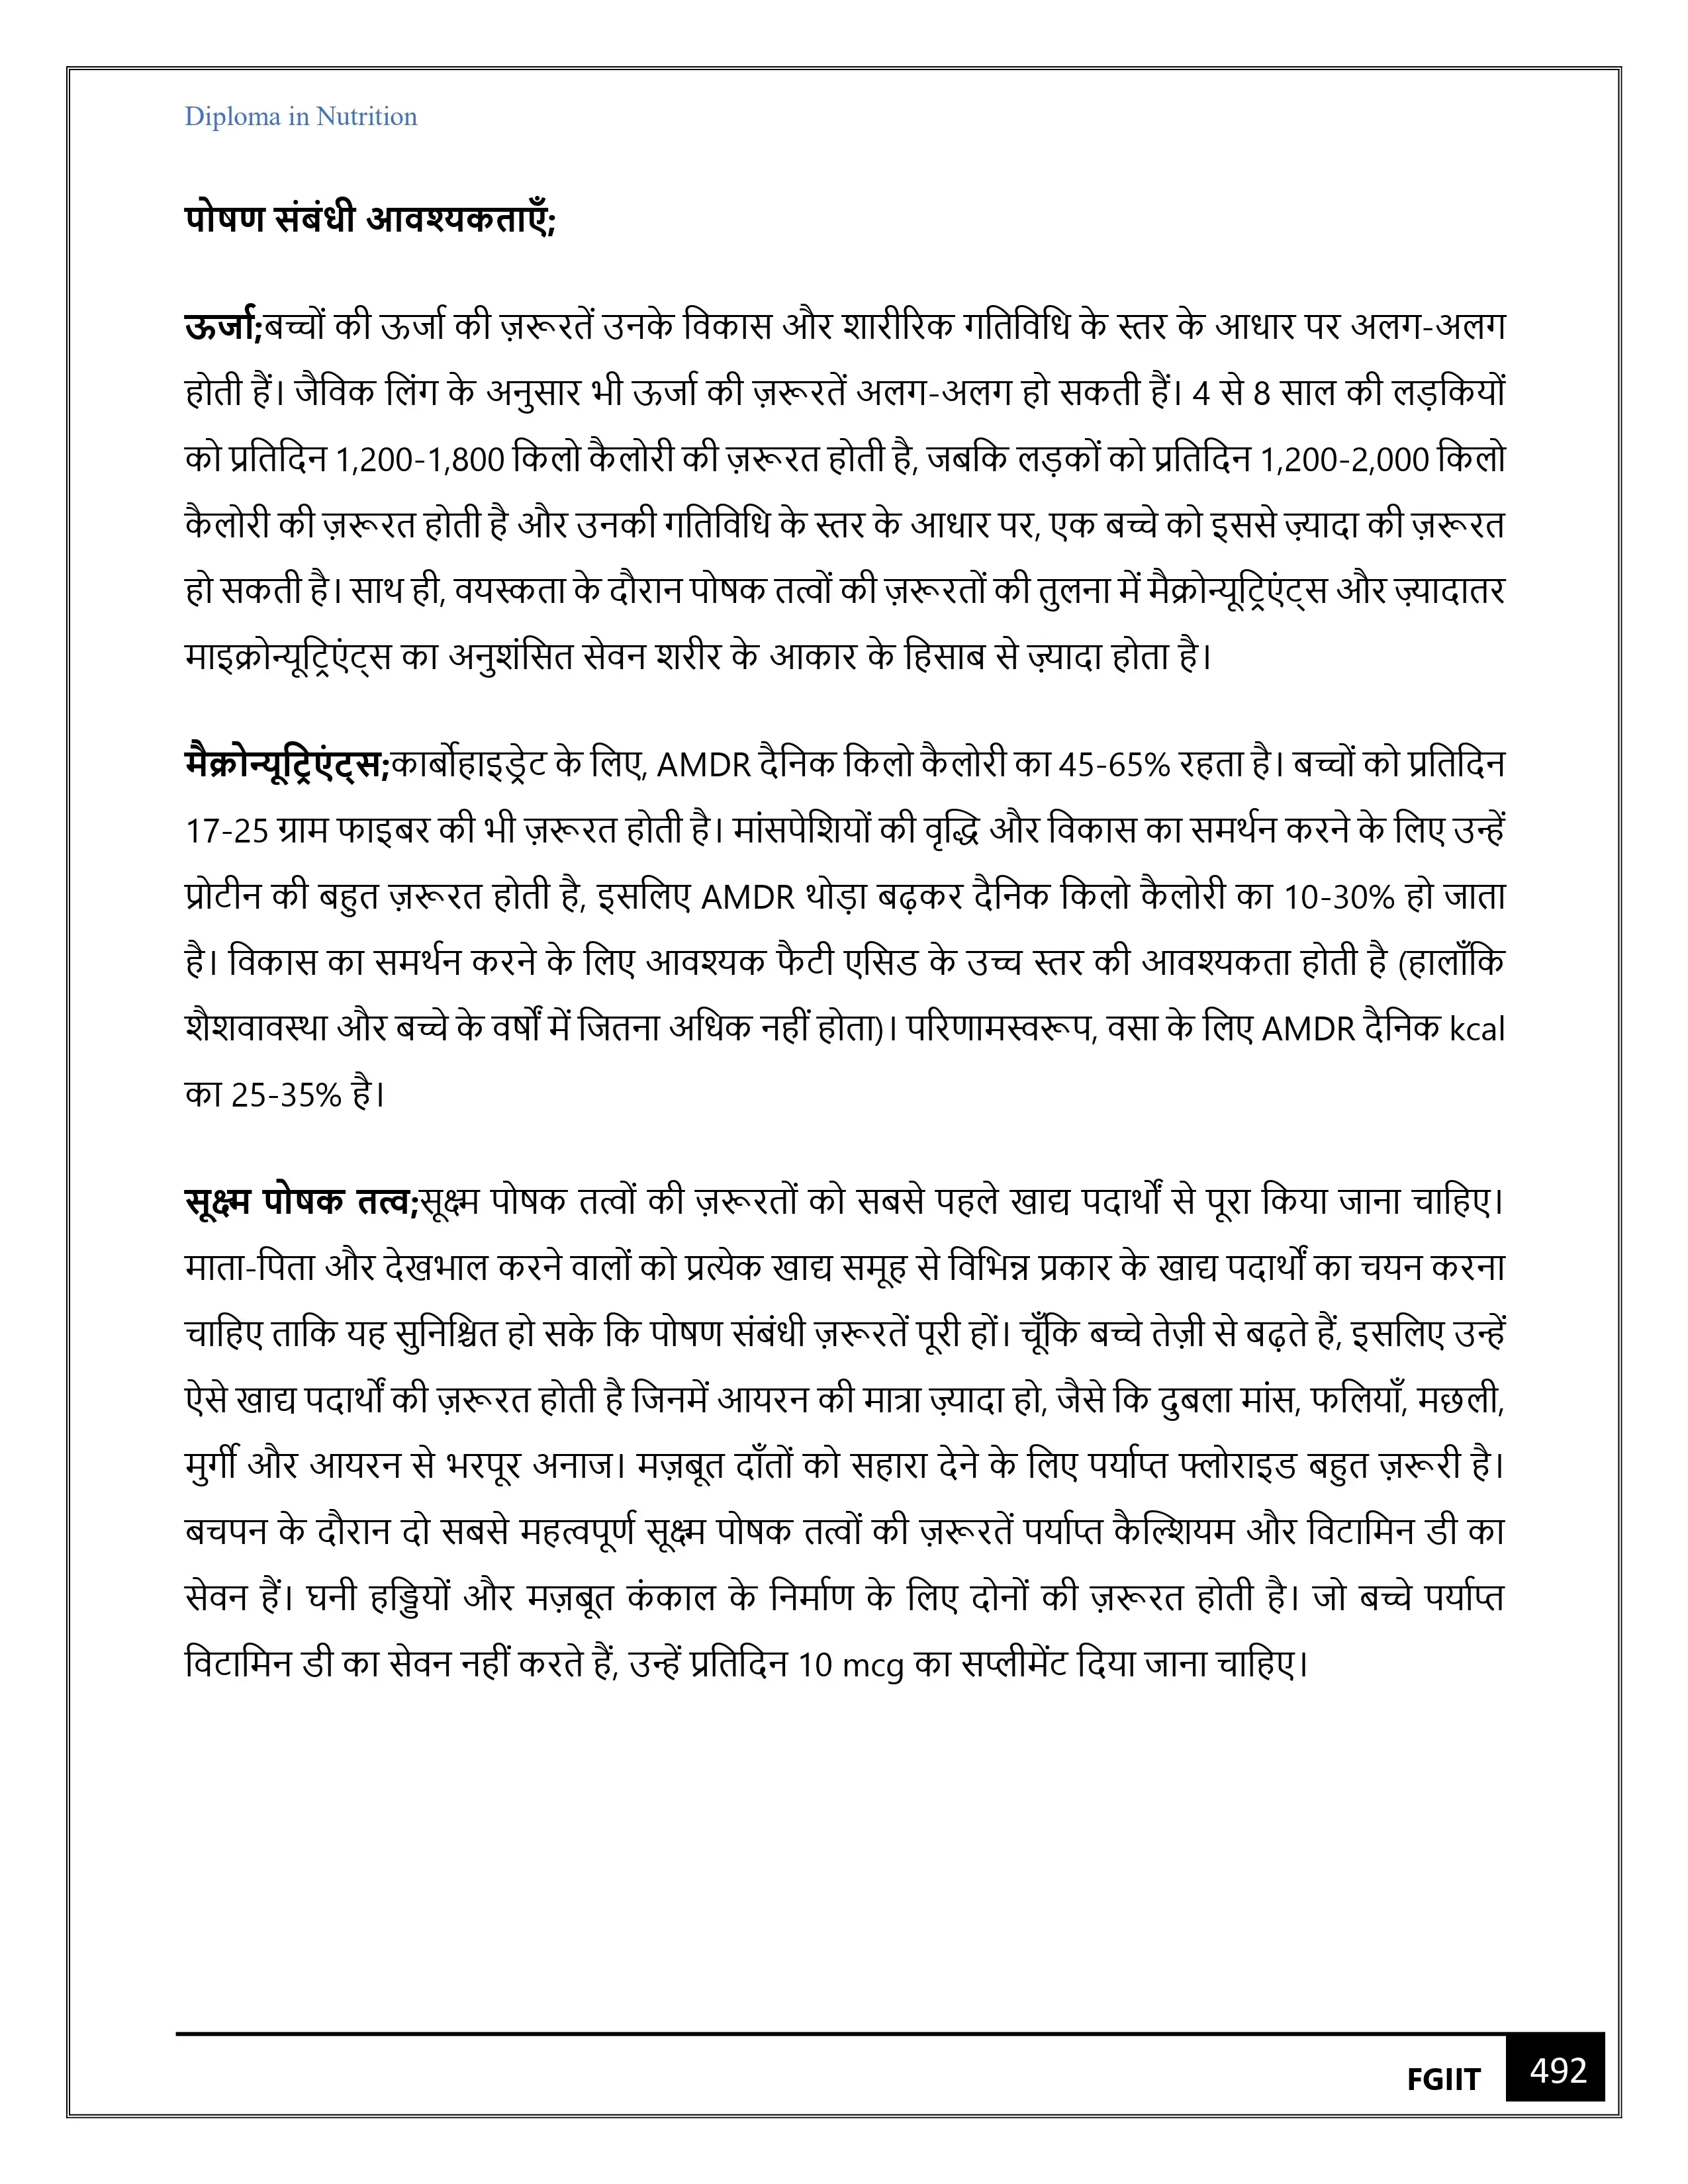 Diploma in Nutrition
पोषण संबंधी आवश्यकताएँ;
ऊर्जा;बच्चों की ऊर्जा की ज़रूरतें उनके विकास और शारीरिक गतिविधि के स्तर के आधार पर अलग-अलग
होती हैं। जैविक लिंग के अनुसार भी ऊर्जा की ज़रूरतें अलग-अलग हो सकती हैं। 4 से 8 साल की लड़कियों
को प्रतिदिन 1,200-1,800 किलो कैलोरी की ज़रूरत होती है, जबकि लड़कों को प्रतिदिन 1,200-2,000 किलो
कैलोरी की ज़रूरत होती है और उनकी गतिविधि के स्तर के आधार पर, एक बच्चे को इससे ज़्यादा की ज़रूरत
हो सकती है। साथ ही, वयस्कता के दौरान पोषक तत्वों की ज़रूरतों की तुलना में मैक्रोन्यूट्रिएंट्स और ज़्यादातर
माइक्रोन्यूट्रिएंट्स का अनुशंसित सेवन शरीर के आकार के हिसाब से ज़्यादा होता है।
मैक्रोन्यूट्रिएंट्स;कार्बोहाइड्रेट के लिए, AMDR दैनिक किलो कैलोरी का 45-65% रहता है। बच्चों को प्रतिदिन
17-25 ग्राम फाइबर की भी ज़रूरत होती है। मांसपेशियों की वृद्धि और विकास का समर्थन करने के लिए उन्हें
प्रोटीन की बहुत ज़रूरत होती है, इसलिए AMDR थोड़ा बढ़कर दैनिक किलो कैलोरी का 10-30% हो जाता
है। विकास का समर्थन करने के लिए आवश्यक फैटी एसिड के उच्च स्तर की आवश्यकता होती है (हालाँकि
शैशवावस्था और बच्चे के वर्षों में जितना अधिक नहीं होता)। परिणामस्वरूप, वसा के लिए AMDR दैनिक kcal
का 25-35% है।
सूक्ष्म पोषक तत्व;सूक्ष्म पोषक तत्वों की ज़रूरतों को सबसे पहले खाद्य पदार्थों से पूरा किया जाना चाहिए।
माता-पिता और देखभाल करने वालों को प्रत्येक खाद्य समूह से विभिन्न प्रकार के खाद्य पदार्थों का चयन करना
चाहिए ताकि यह सुनिश्चित हो सके कि पोषण संबंधी ज़रूरतें पूरी हों। चूँकि बच्चे तेज़ी से बढ़ते हैं, इसलिए उन्हें
ऐसे खाद्य पदार्थों की ज़रूरत होती है जिनमें आयरन की मात्रा ज़्यादा हो, जैसे कि दुबला मांस, फलियाँ, मछली,
मुर्गी और आयरन से भरपूर अनाज। मज़बूत दाँतों को सहारा देने के लिए पर्याप्त फ्लोराइड बहुत ज़रूरी है।
बचपन के दौरान दो सबसे महत्वपूर्ण सूक्ष्म पोषक तत्वों की ज़रूरतें पर्याप्त कैल्शियम और विटामिन डी का
सेवन हैं। घनी हड्डियों और मज़बूत कंकाल के निर्माण के लिए दोनों की ज़रूरत होती है। जो बच्चे पर्याप्त
विटामिन डी का सेवन नहीं करते हैं, उन्हें प्रतिदिन 10 mcg का सप्लीमेंट दिया जाना चाहिए।
FGIIT 492